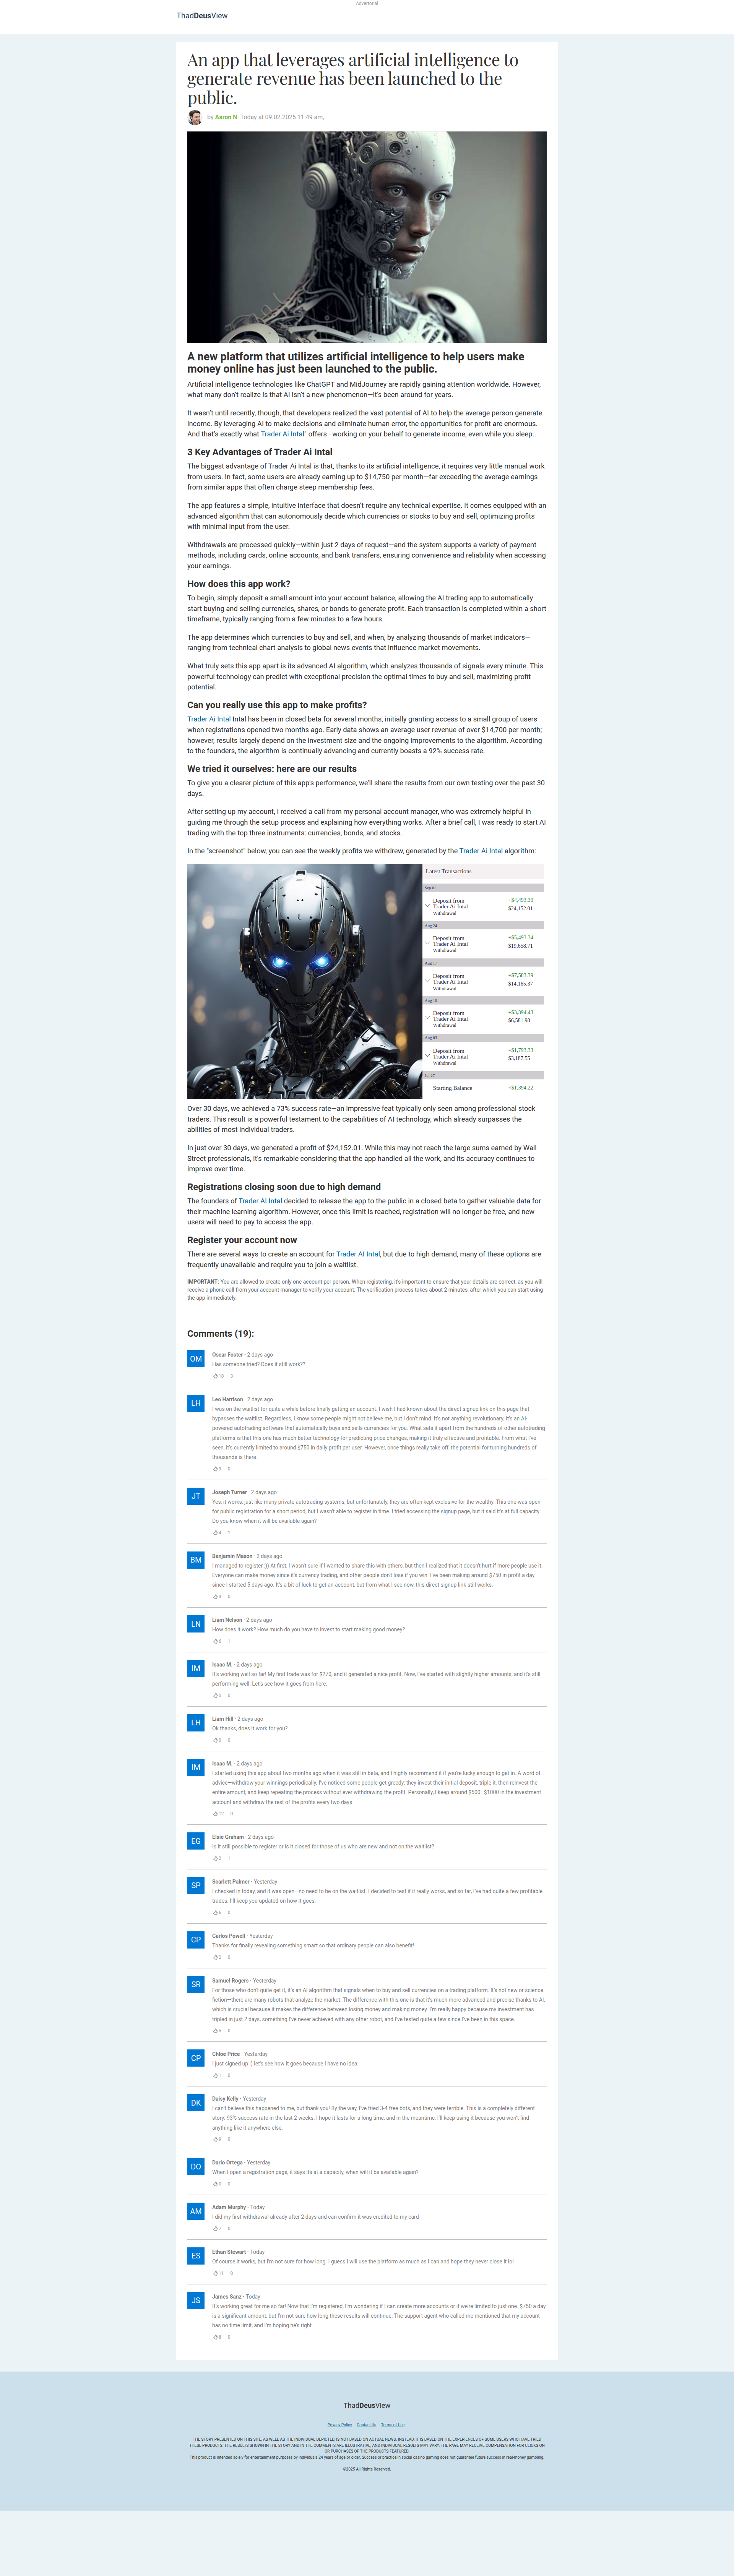 Advertorial
ThadDeusView
An app that leverages artificial intelligence to
generate revenue has been launched to the
public.
by Aaron N .Today at 09.02.2025 11:49 am,
A new platform that utilizes artificial intelligence to help users make
money online has just been launched to the public.
Artificial intelligence technologies like ChatGPT and MidJourney are rapidly gaining attention worldwide. However,
what many don't realize is that AI isn't a new phenomenon—it's been around for years.
It wasn't until recently, though, that developers realized the vast potential of AI to help the average person generate
income. By leveraging AI to make decisions and eliminate human error, the opportunities for profit are enormous.
And that's exactly what Trader Ai Intal" offers—working on your behalf to generate income, even while you sleep..
3 Key Advantages of Trader Ai Intal
The biggest advantage of Trader Ai Intal is that, thanks to its artificial intelligence, it requires very little manual work
from users. In fact, some users are already earning up to $14,750 per month—far exceeding the average earnings
from similar apps that often charge steep membership fees.
The app features a simple, intuitive interface that doesn't require any technical expertise. It comes equipped with an
advanced algorithm that can autonomously decide which currencies or stocks to buy and sell, optimizing profits
with minimal input from the user.
Withdrawals are processed quickly—within just 2 days of request—and the system supports a variety of payment
methods, including cards, online accounts, and bank transfers, ensuring convenience and reliability when accessing
your earnings.
How does this app work?
To begin, simply deposit a small amount into your account balance, allowing the AI trading app to automatically
start buying and selling currencies, shares, or bonds to generate profit. Each transaction is completed within a short
timeframe, typically ranging from a few minutes to a few hours.
The app determines which currencies to buy and sell, and when, by analyzing thousands of market indicators—
ranging from technical chart analysis to global news events that influence market movements.
What truly sets this app apart is its advanced AI algorithm, which analyzes thousands of signals every minute. This
powerful technology can predict with exceptional precision the optimal times to buy and sell, maximizing profit
potential.
Can you really use this app to make profits?
Trader Ai Intal Intal has been in closed beta for several months, initially granting access to a small group of users
when registrations opened two months ago. Early data shows an average user revenue of over $14,700 per month;
however, results largely depend on the investment size and the ongoing improvements to the algorithm. According
to the founders, the algorithm is continually advancing and currently boasts a 92% success rate.
We tried it ourselves: here are our results
To give you a clearer picture of this app's performance, we'll share the results from our own testing over the past 30
days.
After setting up my account, I received a call from my personal account manager, who was extremely helpful in
guiding me through the setup process and explaining how everything works. After a brief call, I was ready to start AI
trading with the top three instruments: currencies, bonds, and stocks.
In the "screenshot" below, you can see the weekly profits we withdrew, generated by the Trader Ai Intal algorithm:
Latest Transactions
Deposit from +$4,493.30
Trader Ai Intal $24,152.01
Withdrawal
Aug 24
Deposit from +$5,493.34
Trader Ai Intal $19,658.71
Withdrawal
Aug 17
Deposit from +$7,583.39
Trader Ai Intal $14,165.37
Withdrawal
Aug 10
Deposit from +$3,394.43
Trader Ai Intal $6,581.98
Withdrawal
Aug 03
Deposit from +$1,793.33
Trader Ai Intal $3,187.55
Withdrawal
Jul 27
Starting Balance +$1,394.22
Over 30 days, we achieved a 73% success rate—an impressive feat typically only seen among professional stock
traders. This result is a powerful testament to the capabilities of AI technology, which already surpasses the
abilities of most individual traders.
In just over 30 days, we generated a profit of $24,152.01. While this may not reach the large sums earned by Wall
Street professionals, it's remarkable considering that the app handled all the work, and its accuracy continues to
improve over time.
Registrations closing soon due to high demand
The founders of Trader AI Intal decided to release the app to the public in a closed beta to gather valuable data for
their machine learning algorithm. However, once this limit is reached, registration will no longer be free, and new
users will need to pay to access the app.
Register your account now
There are several ways to create an account for Trader AI Intal, but due to high demand, many of these options are
frequently unavailable and require you to join a waitlist.
IMPORTANT: You are allowed to create only one account per person. When registering, it's important to ensure that your details are correct, as you will
receive a phone call from your account manager to verify your account. The verification process takes about 2 minutes, after which you can start using
the app immediately.
Comments (19):
OM
Oscar Foster · 2 days ago
Has someone tried? Does it still work??
18 0
LH
Leo Harrison · 2 days ago
I was on the waitlist for quite a while before finally getting an account. I wish I had known about the direct signup link on this page that
bypasses the waitlist. Regardless, I know some people might not believe me, but I don't mind. It's not anything revolutionary; it's an AI-
powered autotrading software that automatically buys and sells currencies for you. What sets it apart from the hundreds of other autotrading
platforms is that this one has much better technology for predicting price changes, making it truly effective and profitable. From what I've
seen, it's currently limited to around $750 in daily profit per user. However, once things really take off, the potential for turning hundreds of
thousands is there.
9 0
JT
Joseph Turner · 2 days ago
Yes, it works, just like many private autotrading systems, but unfortunately, they are often kept exclusive for the wealthy. This one was open
for public registration for a short period, but I wasn't able to register in time. I tried accessing the signup page, but it said it's at full capacity.
Do you know when it will be available again?
4 1
BM
Benjamin Mason · 2 days ago
I managed to register :)) At first, I wasn't sure if I wanted to share this with others, but then I realized that it doesn't hurt if more people use it.
Everyone can make money since it's currency trading, and other people don't lose if you win. I've been making around $750 in profit a day
since I started 5 days ago. It's a bit of luck to get an account, but from what I see now, this direct signup link still works.
3 0
LN
Liam Nelson · 2 days ago
How does it work? How much do you have to invest to start making good money?
6 1
IM
Isaac M. · 2 days ago
It's working well so far! My first trade was for $270, and it generated a nice profit. Now, I've started with slightly higher amounts, and it's still
performing well. Let's see how it goes from here.
0 0
LH
Liam Hill · 2 days ago
Ok thanks, does it work for you?
0 0
IM
Isaac M. · 2 days ago
I started using this app about two months ago when it was still in beta, and I highly recommend it if you're lucky enough to get in. A word of
advice—withdraw your winnings periodically. I've noticed some people get greedy; they invest their initial deposit, triple it, then reinvest the
entire amount, and keep repeating the process without ever withdrawing the profit. Personally, I keep around $500–$1000 in the investment
account and withdraw the rest of the profits every two days.
12 0
EG
Elsie Graham · 2 days ago
Is it still possible to register or is it closed for those of us who are new and not on the waitlist?
2 1
SP
Scarlett Palmer · Yesterday
I checked in today, and it was open—no need to be on the waitlist. I decided to test if it really works, and so far, I've had quite a few profitable
trades. I'll keep you updated on how it goes.
6 0
CP
Carlos Powell · Yesterday
Thanks for finally revealing something smart so that ordinary people can also benefit!
2 0
SR
Samuel Rogers · Yesterday
For those who don't quite get it, it's an AI algorithm that signals when to buy and sell currencies on a trading platform. It's not new or science
fiction—there are many robots that analyze the market. The difference with this one is that it's much more advanced and precise thanks to AI,
which is crucial because it makes the difference between losing money and making money. I'm really happy because my investment has
tripled in just 2 days, something I've never achieved with any other robot, and I've tested quite a few since I've been in this space.
5 0
CP
Chloe Price · Yesterday
I just signed up :) let's see how it goes because I have no idea
1 0
DK
Daisy Kelly · Yesterday
I can't believe this happened to me, but thank you! By the way, I've tried 3-4 free bots, and they were terrible. This is a completely different
story: 93% success rate in the last 2 weeks. I hope it lasts for a long time, and in the meantime, I'll keep using it because you won't find
anything like it anywhere else.
0
DO
Dario Ortega · Yesterday
When I open a registration page, it says its at a capacity, when will it be available again?
0
AM
Adam Murphy · Today
I did my first withdrawal already after 2 days and can confirm it was credited to my card
7 0
ES
Ethan Stewart · Today
Of course it works, but I'm not sure for how long. I guess I will use the platform as much as I can and hope they never close it lol
11 0
JS
James Sanz · Today
It's working great for me so far! Now that I'm registered, I'm wondering if I can create more accounts or if we're limited to just one. $750 a day
is a significant amount, but I'm not sure how long these results will continue. The support agent who called me mentioned that my account
has no time limit, and I'm hoping he's right.
0
ThadDeusView
Privacy Policy Contact Us Terms of Use
THE STORY PRESENTED ON THIS SITE, AS WELL AS THE INDIVIDUAL DEPICTED, IS NOT BASED ON ACTUAL NEWS. INSTEAD, IT IS BASED ON THE EXPERIENCES OF SOME USERS WHO HAVE TRIED
THESE PRODUCTS. THE RESULTS SHOWN IN THE STORY AND IN THE COMMENTS ARE ILLUSTRATIVE, AND INDIVIDUAL RESULTS MAY VARY. THE PAGE MAY RECEIVE COMPENSATION FOR CLICKS ON
OR PURCHASES OF THE PRODUCTS FEATURED.
This product is intended solely for entertainment purposes by individuals 24 years of age or older. Success or practice in social casino gaming does not guarantee future success in real-money gambling.
©2025 All Rights Reserved.